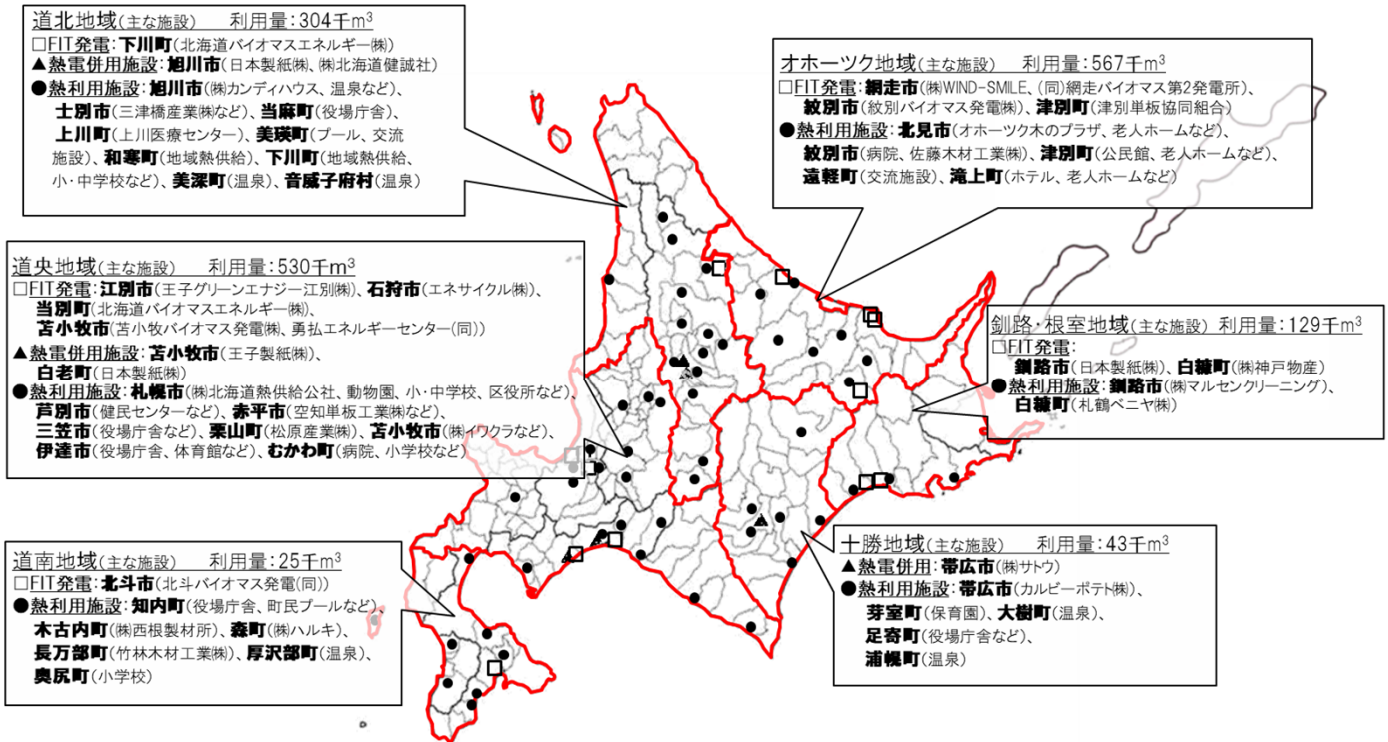 道北地域(主な施設) 利用量:304千m³
□FIT発電:下川町(北海道バイオマスエネルギー㈱)
▲熱電併用施設:旭川市(日本製紙㈱、㈱北海道健誠社)
●熱利用施設:旭川市(㈱カンディハウス、温泉など)、
士別市(三津橋産業㈱など)、当麻町(役場庁舎)、
上川町(上川医療センター)、美瑛町(プール、交流
施設)、和寒町(地域熱供給)、下川町(地域熱供給、
小・中学校など)、美深町(温泉)、音威子府村(温泉)
オホーツク地域(主な施設) 利用量:567千m³
□FIT発電:網走市(㈱WIND-SMILE、(同)網走バイオマス第2発電所)、
紋別市(紋別バイオマス発電㈱)、津別町(津別単板協同組合)
●熱利用施設:北見市(オホーツク木のプラザ、老人ホームなど)、
紋別市(病院、佐藤木材工業㈱)、津別町(公民館、老人ホームなど)、
遠軽町(交流施設)、滝上町(ホテル、老人ホームなど)
道央地域(主な施設) 利用量:530千m³
□FIT発電:江別市(王子グリーンエナジー江別㈱)、石狩市(エネサイクル㈱)、
当別町(北海道バイオマスエネルギー㈱)、
苫小牧市(苫小牧バイオマス発電㈱、勇払エネルギーセンター(同))
▲熱電併用施設:苫小牧市(王子製紙㈱)、
白老町(日本製紙㈱)
●熱利用施設:札幌市(㈱北海道熱供給公社、動物園、小・中学校、区役所など)、
芦別市(健民センターなど)、赤平市(空知単板工業㈱など)、
三笠市(役場庁舎など)、栗山町(松原産業㈱)、苫小牧市(㈱イワクラなど)、
伊達市(役場庁舎、体育館など)、むかわ町(病院、小学校など)
釧路・根室地域(主な施設) 利用量:129千m³
□FIT発電:
釧路市(日本製紙㈱)、白糠町(㈱神戸物産)
●熱利用施設:釧路市(㈱マルセンクリーニング)、
白糠町(札鶴ベニヤ㈱)
道南地域(主な施設) 利用量:25千m³
□FIT発電:北斗市(北斗バイオマス発電(同))
●熱利用施設:知内町(役場庁舎、町民プールなど)、
木古内町(㈱西根製材所)、森町(㈱ハルキ)、
長万部町(竹林木材工業㈱)、厚沢部町(温泉)、
奥尻町(小学校)
十勝地域(主な施設) 利用量:43千m³
▲熱電併用:帯広市(㈱サトウ)
●熱利用施設:帯広市(カルビーポテト㈱)、
芽室町(保育園)、大樹町(温泉)、
足寄町(役場庁舎など)、
浦幌町(温泉)